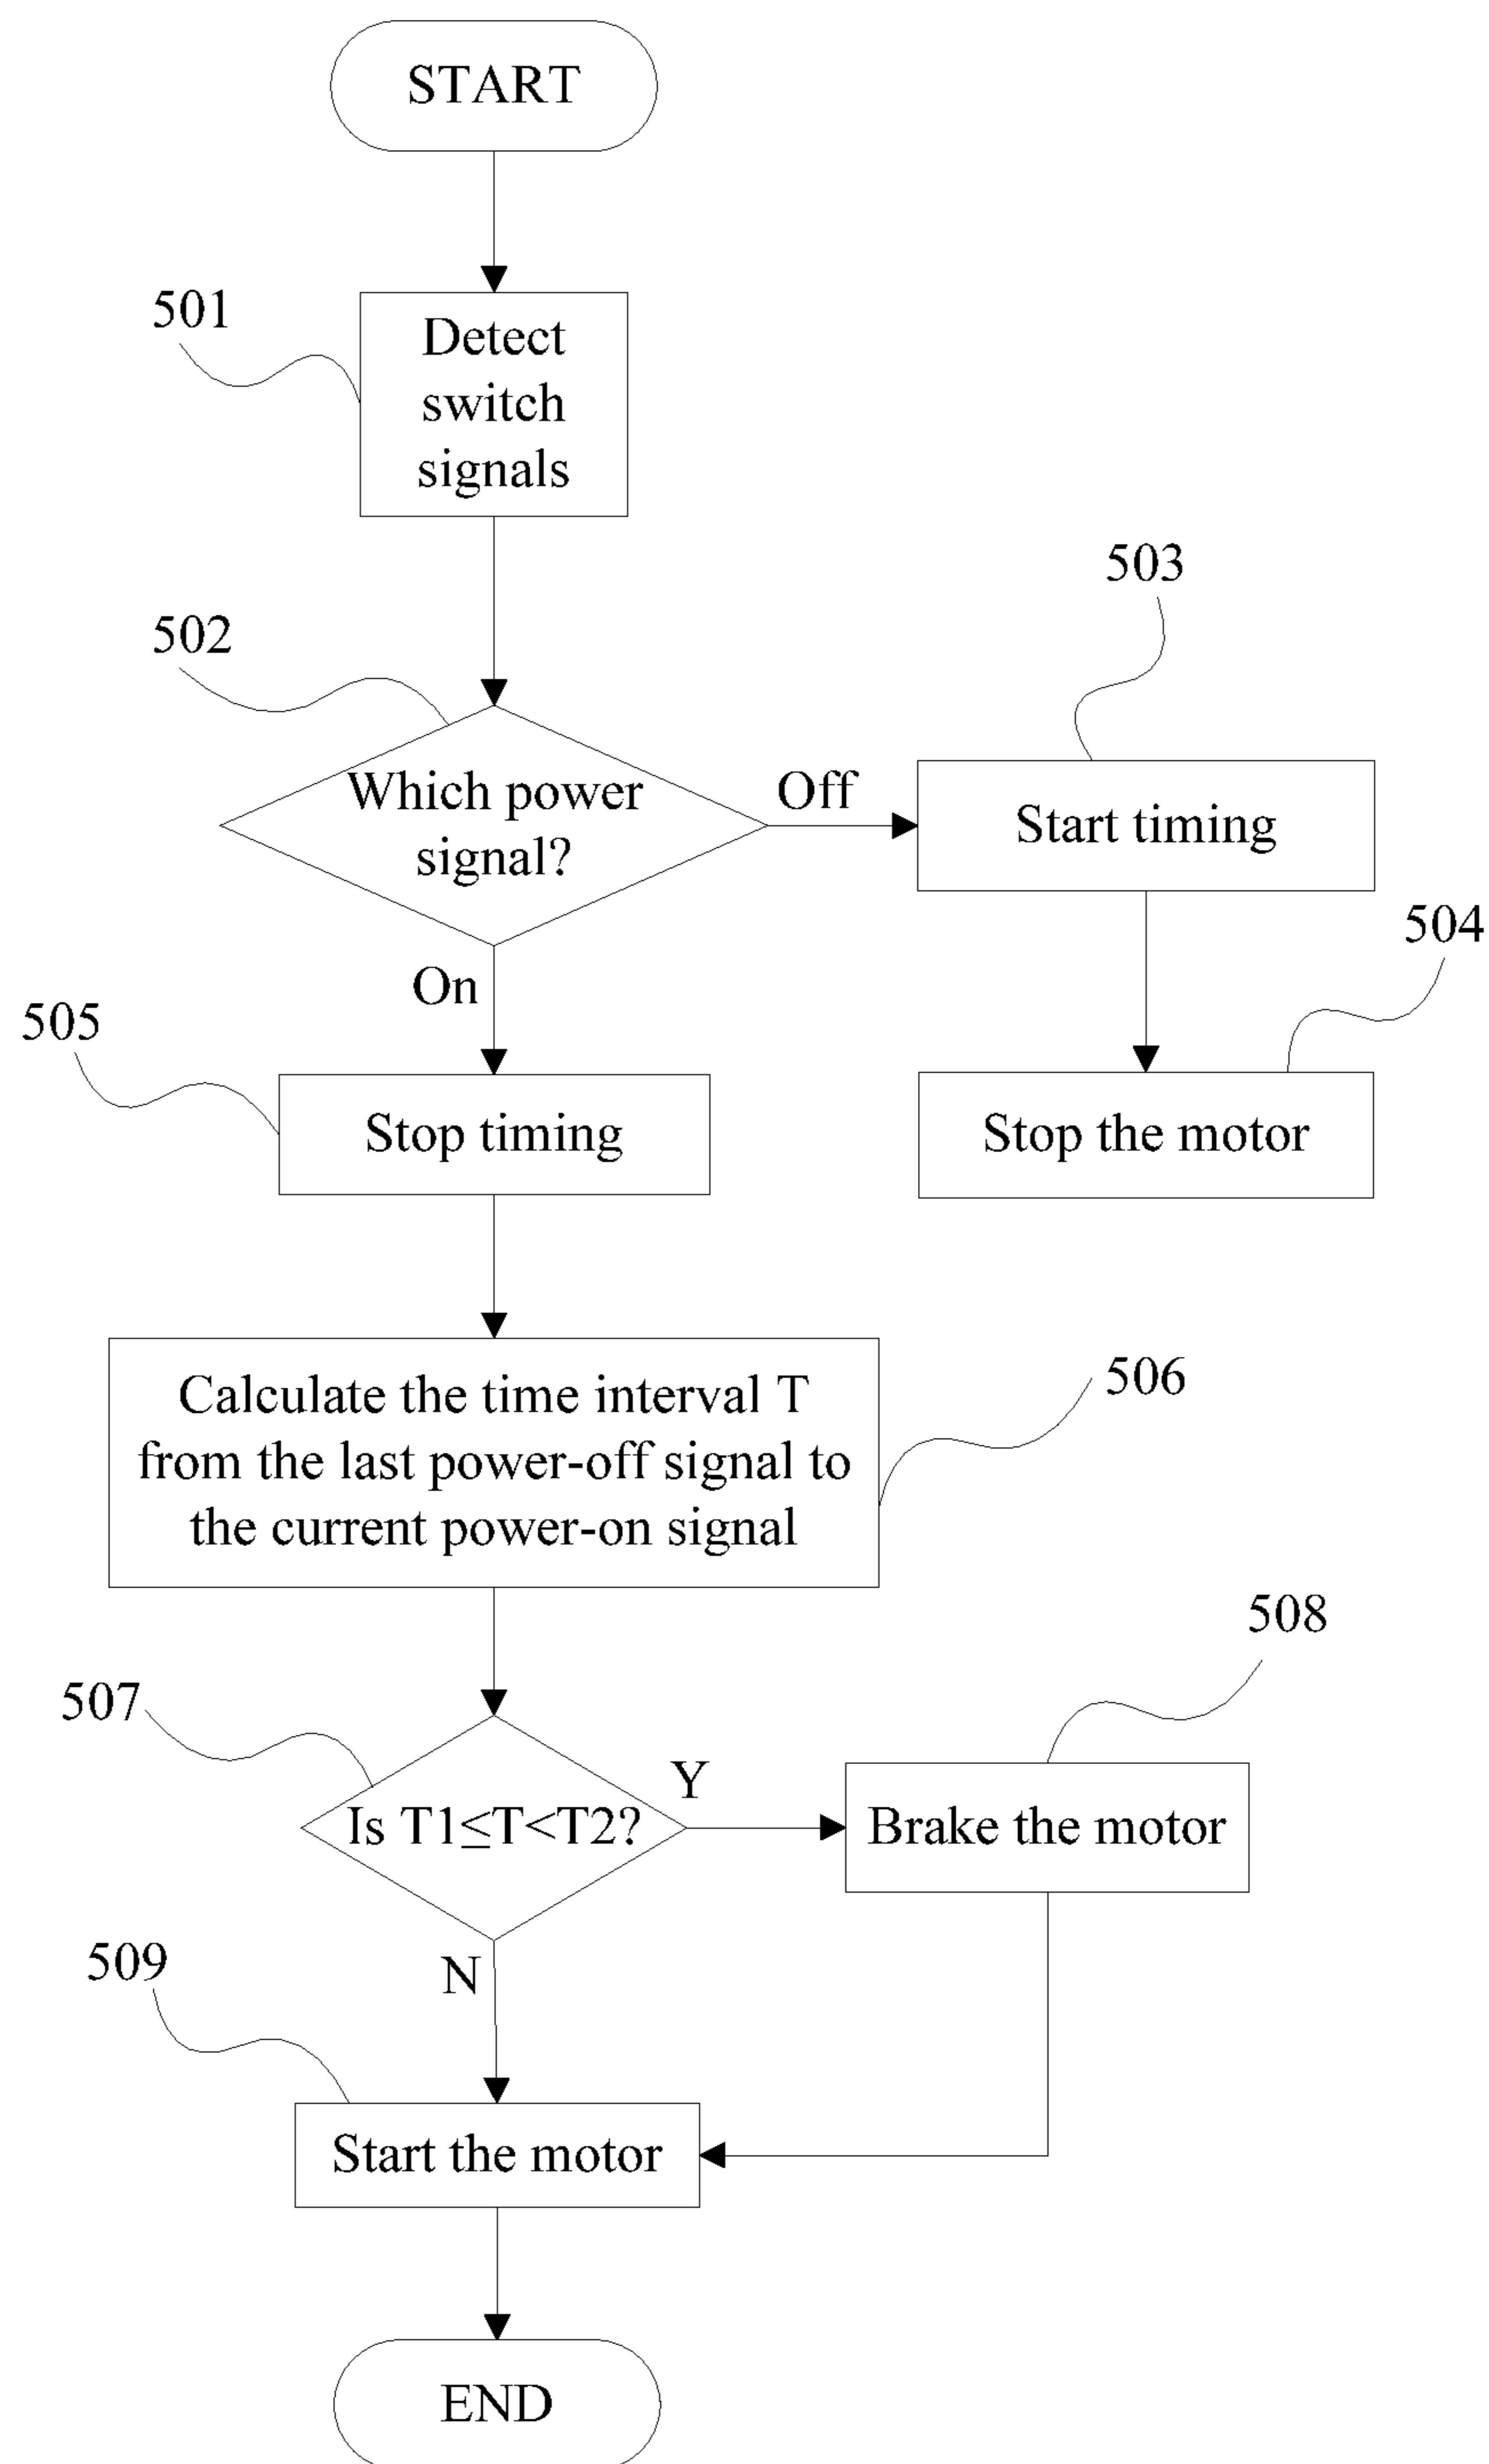 START
501
Detect
switch
signals
503
502
Which power
signal?
Off
Start timing
504
On
505
Stop timing
Stop the motor
Calculate the time interval T
from the last power-off signal to
the current power-on signal
506
508
507
Y
Is T1≤T<T2?
Brake the motor
509
N
Start the motor
END